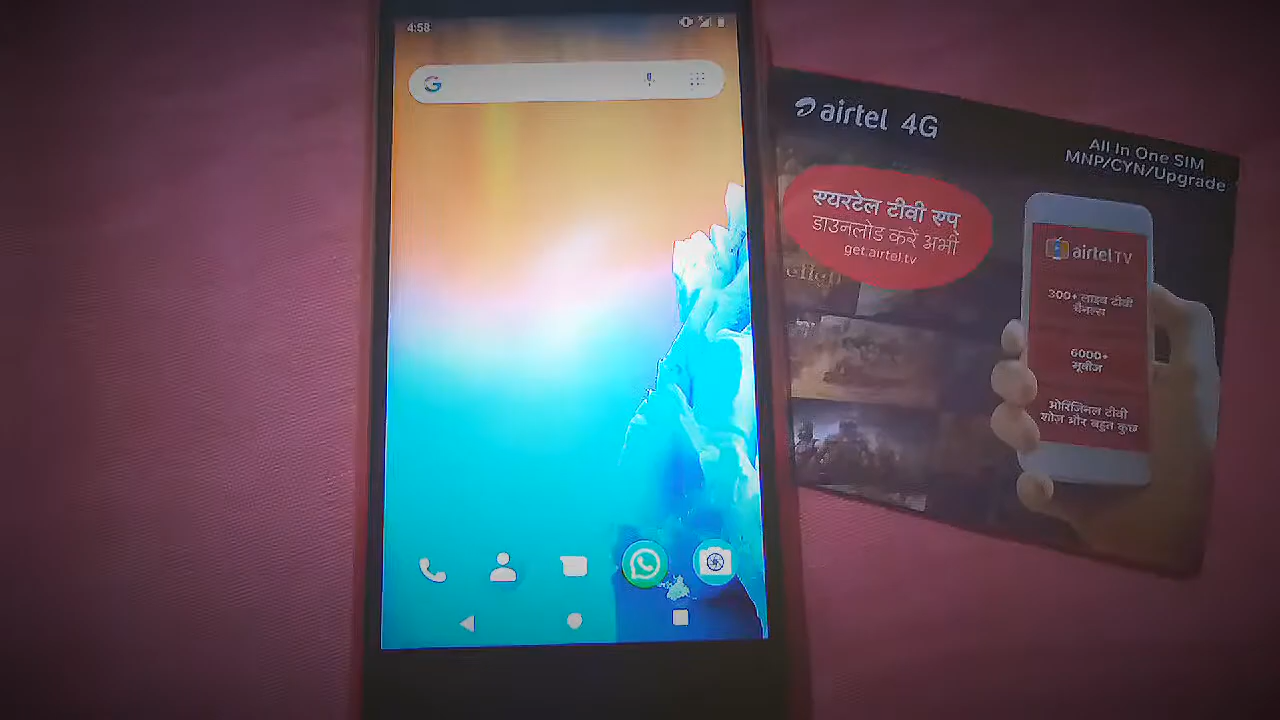 4:58
airtel 4G
All In One SIM
MNP/CYN/Upgrade
एयरटेल टीवी एप
डाउनलोड करें अभी
get.airtel.tv
airtel TV
300+ लाइव टीवी
चैनल्स
6000+
मूवीज़
ओरिजिनल टीवी
शोज़ और बहुत कुछ